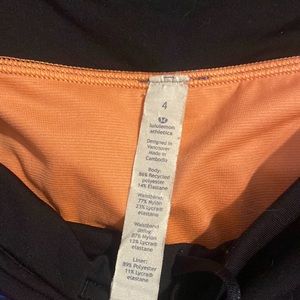 4
lululemon
athletica
Designed in
Vancouver
Made in
Cambodia
Body:
86% Recycled
polyester
14% Elastane
Waistband:
77% Nylon
23% Lycra®
elastane
Waistband
lining:
87% Nylon
13% Lycra®
elastane
Liner:
89% Polyester
11% Lycra®
elastane